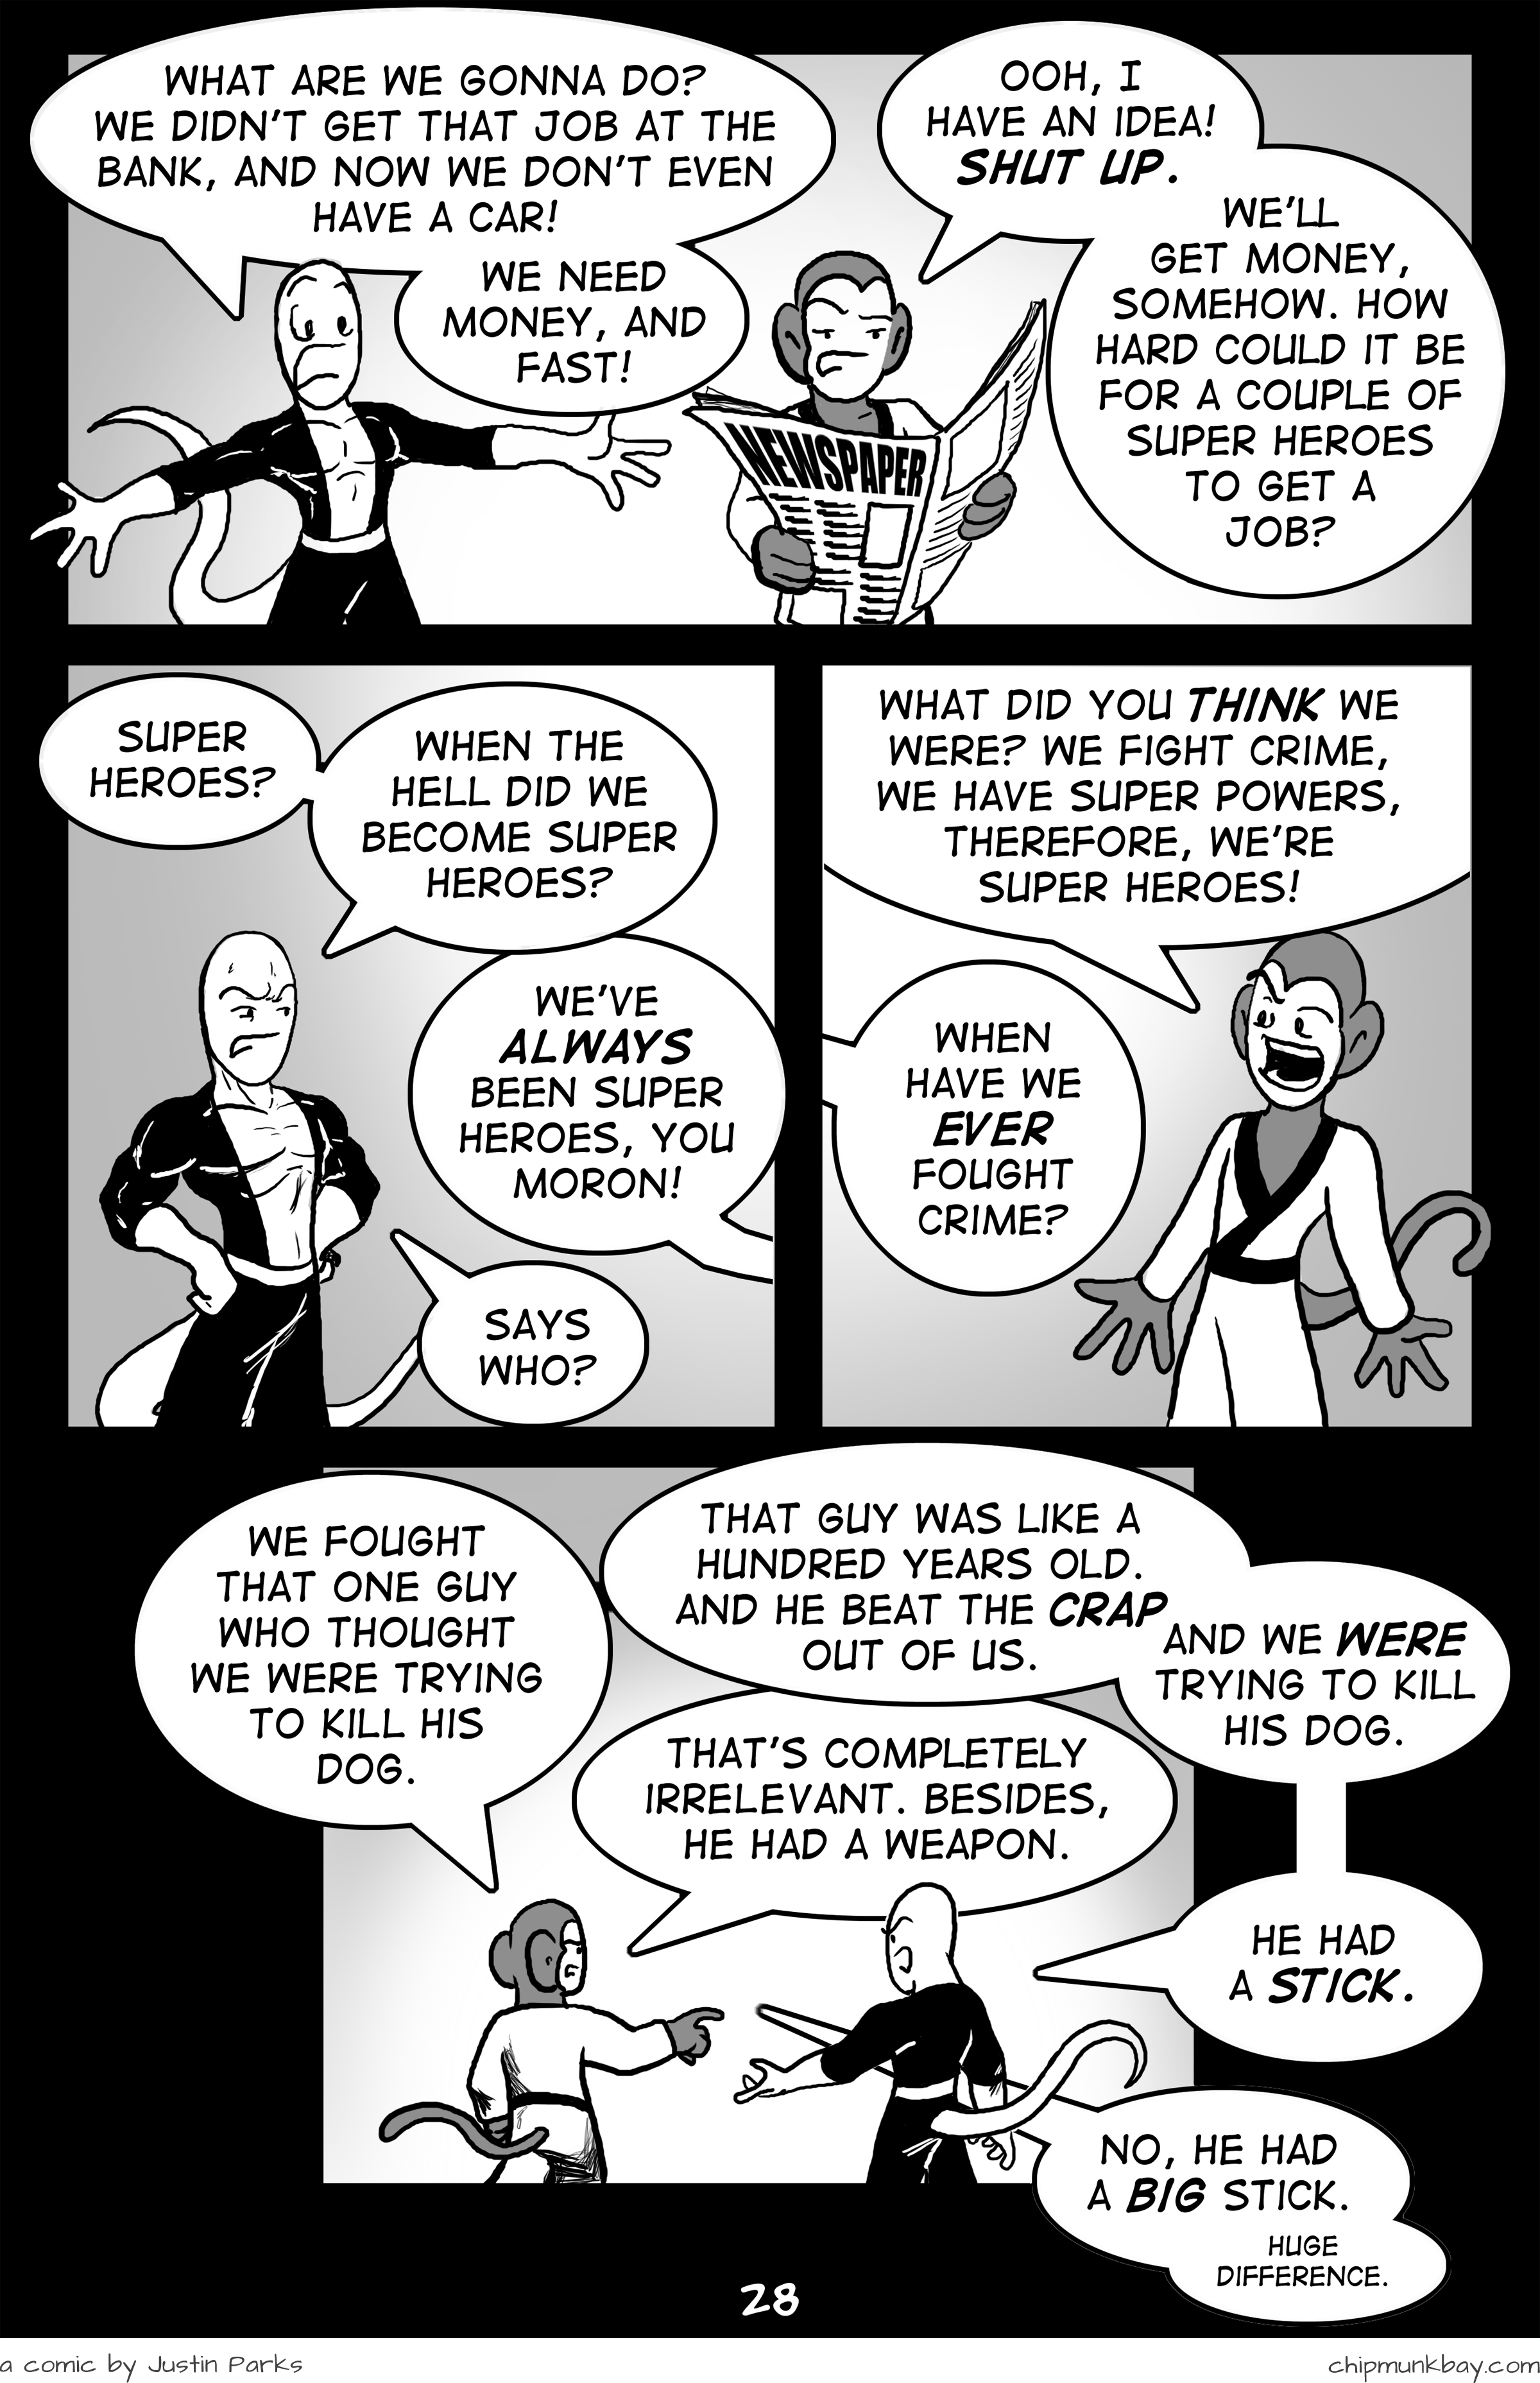 WHAT ARE WE GONNA DO?
WE DIDN'T GET THAT JOB AT THE
BANK, AND NOW WE DON'T EVEN
HAVE A CAR!
WE NEED
MONEY, AND
FAST!
OOH, I
HAVE AN IDEA!
SHUT UP.
WE'LL
GET MONEY,
SOMEHOW. HOW
HARD COULD IT BE
FOR A COUPLE OF
SUPER HEROES
TO GET A
JOB?
NEWSPAPER
SUPER
HEROES?
WHEN THE
HELL DID WE
BECOME SUPER
HEROES?
WE'VE
ALWAYS
BEEN SUPER
HEROES, YOU
MORON!
SAYS
WHO?
WHAT DID YOU THINK WE
WERE? WE FIGHT CRIME,
WE HAVE SUPER POWERS,
THEREFORE, WE'RE
SUPER HEROES!
WHEN
HAVE WE
EVER
FOUGHT
CRIME?
WE FOUGHT
THAT ONE GUY
WHO THOUGHT
WE WERE TRYING
TO KILL HIS
DOG.
THAT GUY WAS LIKE A
HUNDRED YEARS OLD.
AND HE BEAT THE CRAP
OUT OF US.
AND WE WERE
TRYING TO KILL
HIS DOG.
THAT'S COMPLETELY
IRRELEVANT. BESIDES,
HE HAD A WEAPON.
HE HAD
A STICK.
NO, HE HAD
A BIG STICK.
HUGE
DIFFERENCE.
28
a comic by Justin Parks
chipmunkbay.com